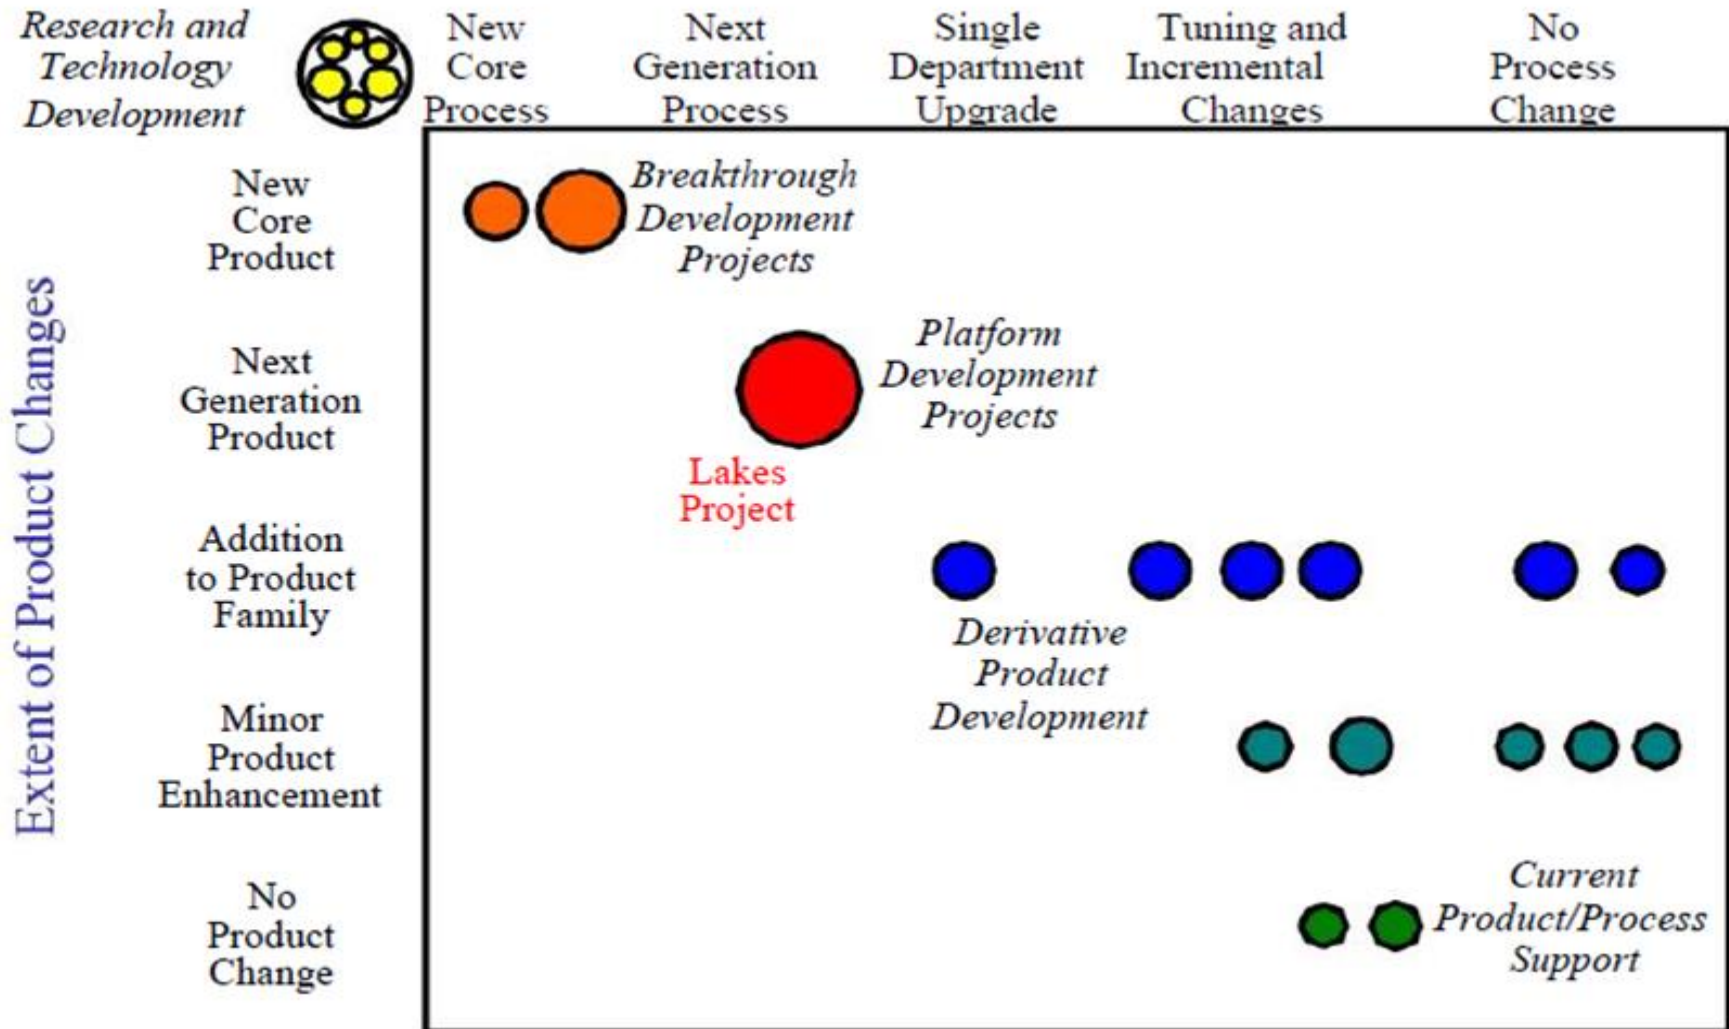 Research and
Technology
Development
New
Core
Process
Next
Generation
Process
Single
Department
Upgrade
Tuning and
Incremental
Changes
No
Process
Change
Extent of Product Changes
New
Core
Product
Breakthrough
Development
Projects
Next
Generation
Product
Platform
Development
Projects
Lakes
Project
Addition
to Product
Family
Derivative
Product
Development
Minor
Product
Enhancement
No
Product
Change
Current
Product/Process
Support